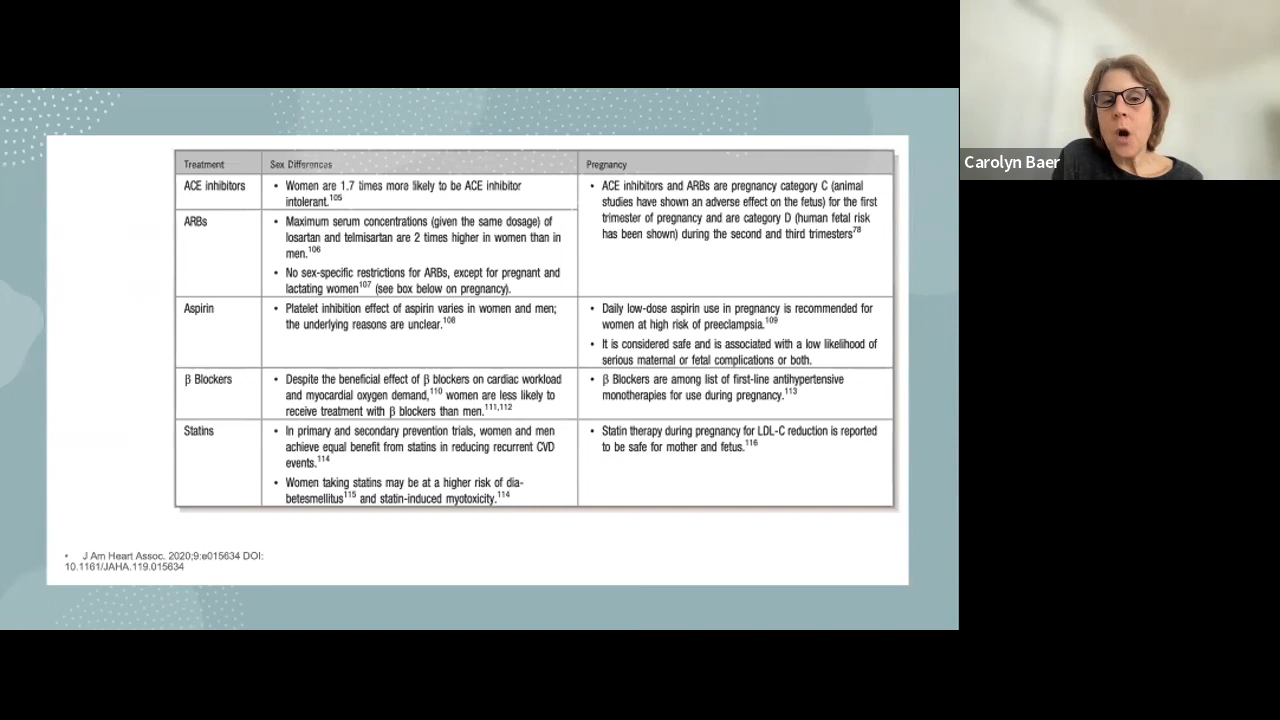 Treatment Sex Differences Pregnancy
ACE inhibitors
• Women are 1.7 times more likely to be ACE inhibitor
intolerant.105
• ACE inhibitors and ARBs are pregnancy category C (animal
studies have shown an adverse effect on the fetus) for the first
trimester of pregnancy and are category D (human fetal risk
has been shown) during the second and third trimesters78
ARBs
• Maximum serum concentrations (given the same dosage) of
losartan and telmisartan are 2 times higher in women than in
men.106
• No sex-specific restrictions for ARBs, except for pregnant and
lactating women107 (see box below on pregnancy).
Aspirin
• Platelet inhibition effect of aspirin varies in women and men;
the underlying reasons are unclear.108
• Daily low-dose aspirin use in pregnancy is recommended for
women at high risk of preeclampsia.109
• It is considered safe and is associated with a low likelihood of
serious maternal or fetal complications or both.
β Blockers
• Despite the beneficial effect of β blockers on cardiac workload
and myocardial oxygen demand,110 women are less likely to
receive treatment with β blockers than men.111,112
• β Blockers are among list of first-line antihypertensive
monotherapies for use during pregnancy.113
Statins
• In primary and secondary prevention trials, women and men
achieve equal benefit from statins in reducing recurrent CVD
events.114
• Women taking statins may be at a higher risk of dia-
betesmellitus115 and statin-induced myotoxicity.114
• Statin therapy during pregnancy for LDL-C reduction is reported
to be safe for mother and fetus.116
• J Am Heart Assoc. 2020;9:e015634 DOI:
10.1161/JAHA.119.015634
Carolyn Baer